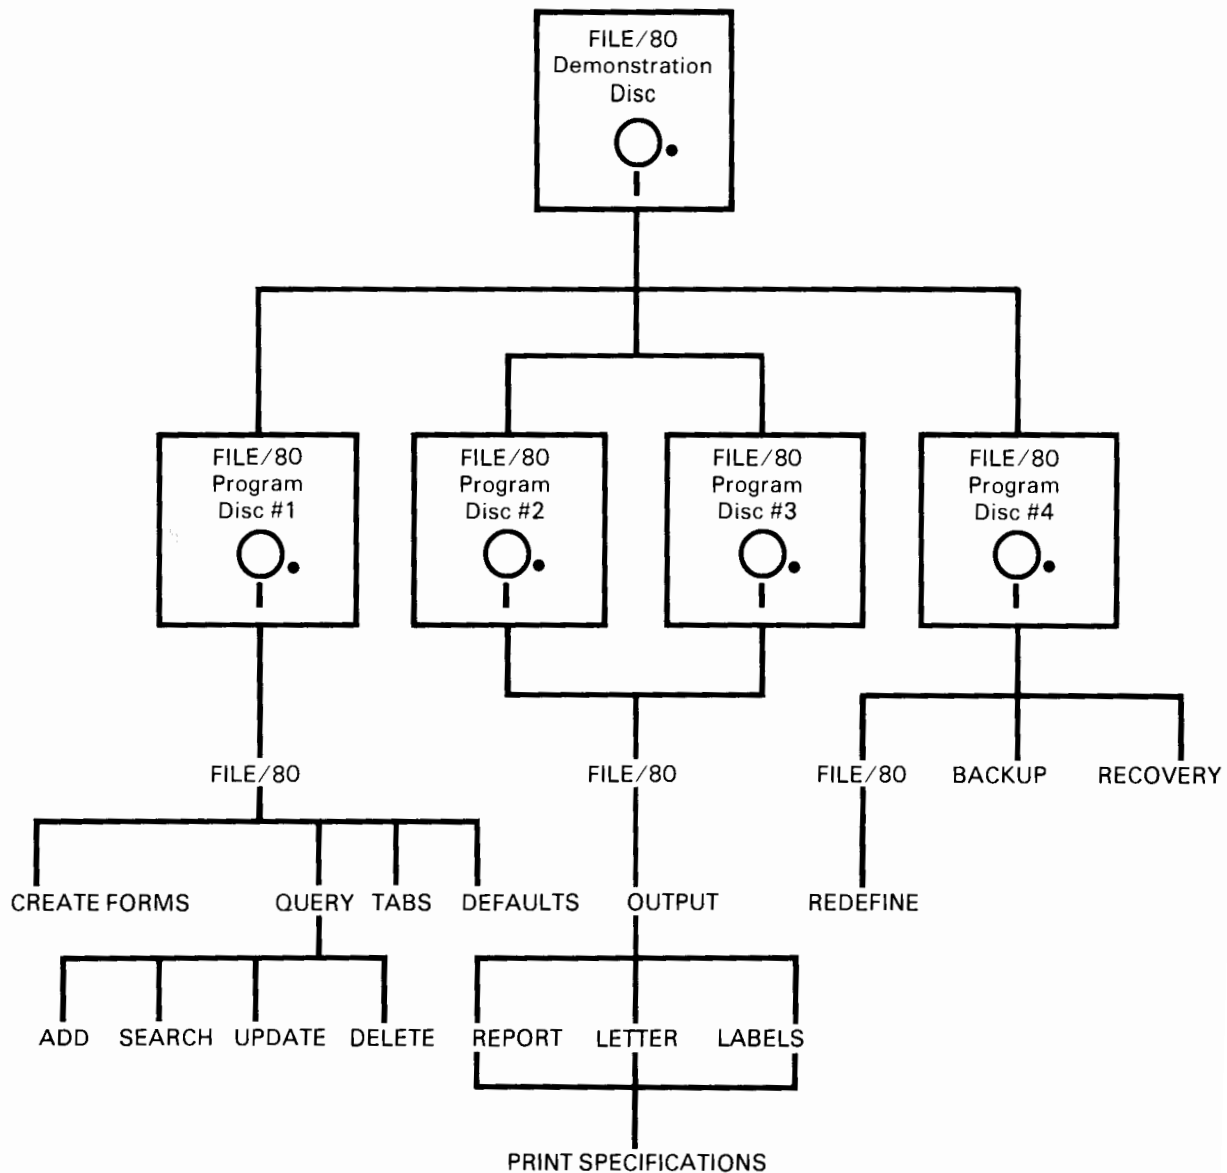 FILE/80
Demonstration
Disc
FILE/80
Program
Disc #1
FILE/80
Program
Disc #2
FILE/80
Program
Disc #3
FILE/80
Program
Disc #4
FILE/80
FILE/80
FILE/80
BACKUP
RECOVERY
CREATE FORMS
QUERY
TABS
DEFAULTS
OUTPUT
REDEFINE
ADD
SEARCH
UPDATE
DELETE
REPORT
LETTER
LABELS
PRINT SPECIFICATIONS